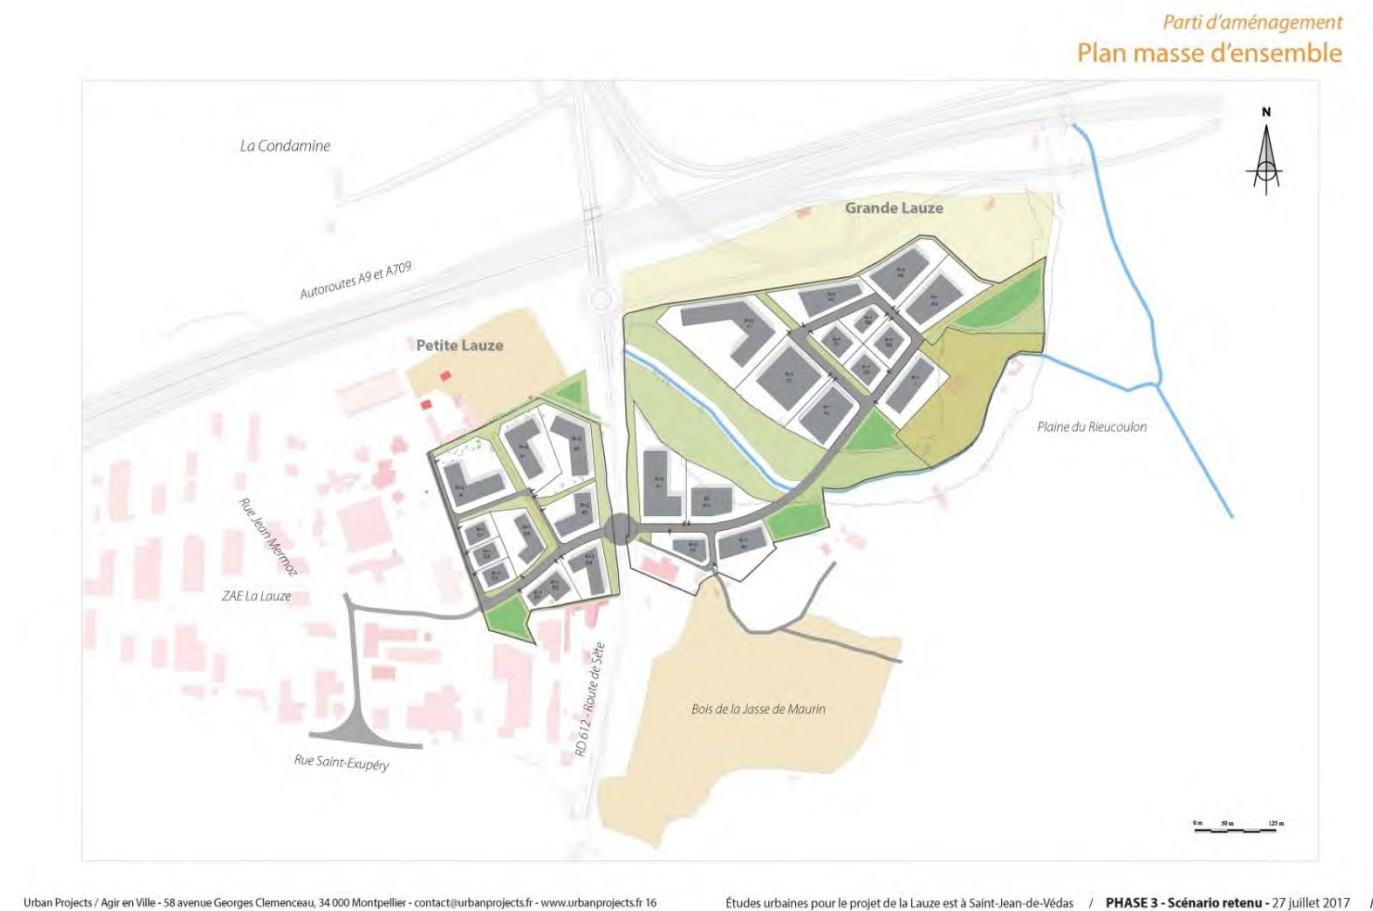 Parti d'aménagement
Plan masse d'ensemble
N
La Condamine
Grande Lauze
Autoroutes A9 et A709
Petite Lauze
Plaine du Rieucoulon
Rue Jean Mermoz
ZAE La Lauze
RD 612 - Route de Sète
Bois de la Jasse de Maurin
Rue Saint-Exupéry
0 m 50 m 125 m
Urban Projects / Agir en Ville - 58 avenue Georges Clemenceau, 34 000 Montpellier - contact@urbanprojects.fr - www.urbanprojects.fr 16
Études urbaines pour le projet de la Lauze est à Saint-Jean-de-Védas / PHASE 3 - Scénario retenu - 27 juillet 2017 /